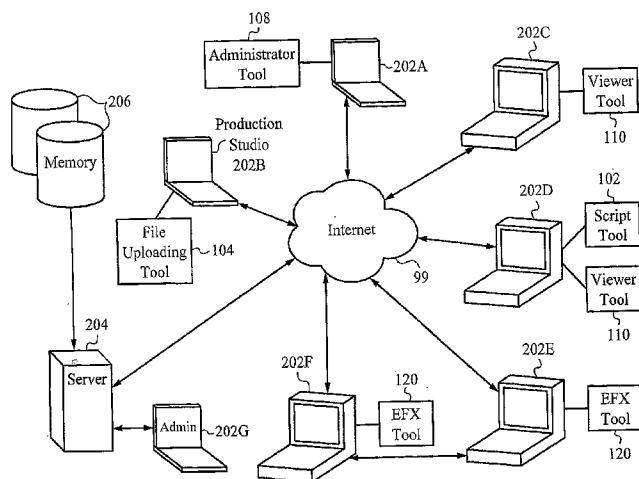 108
Administrator
Tool
202A
202C
Viewer
Tool
110
206
Memory
Production
Studio
202B
File
Uploading
Tool
104
Internet
99
202D
102
Script
Tool
Viewer
Tool
110
204
Server
Admin
202G
202F
120
EFX
Tool
202E
EFX
Tool
120